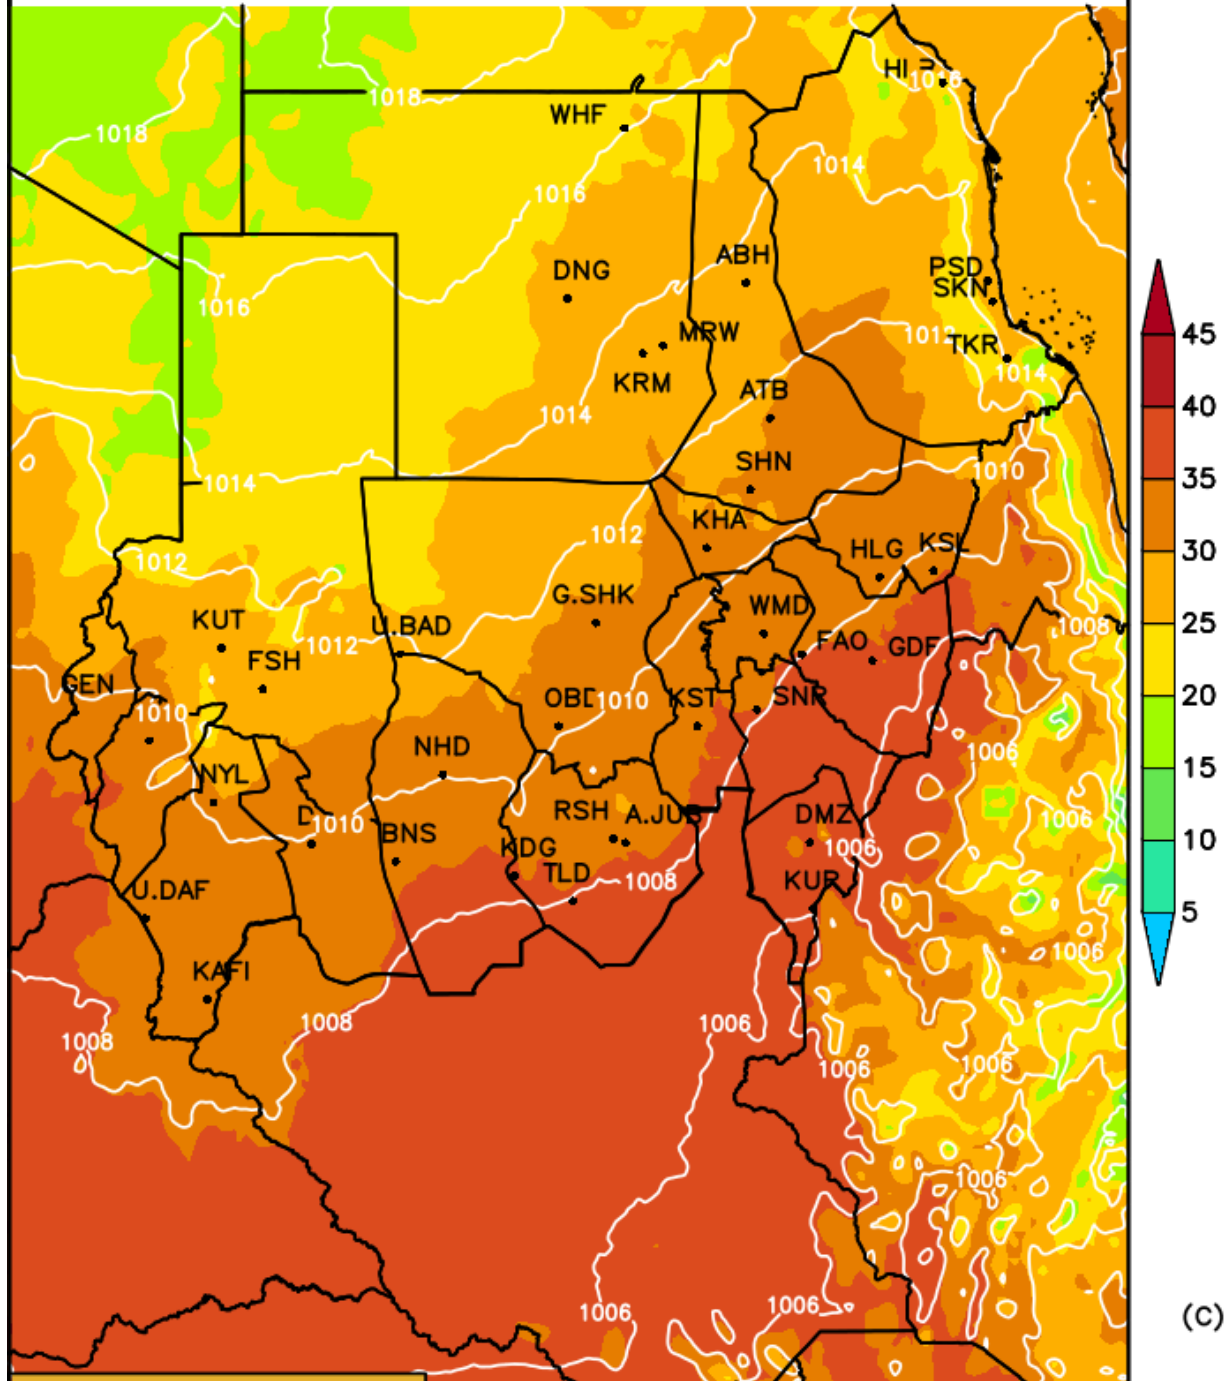 HI
1016
1018
WHF
1018
1014
1016
ABH
DNG
PSD
SKN
1016
MRW
1012
TKR
45
1014
KRM
ATB
40
1014
SHN
1010
1014
35
KHA
1012
HLG
KSL
30
1012
G.SHK
WMD
KUT
U.BAD
1008
25
1012
FAO
GDF
FSH
GEN
OBD
1010
KST
SNR
20
1010
NHD
1006
NYL
15
RSH
A.JUB
DMZ
1006
D
1010
BNS
10
KDG
1006
TLD
1008
KUR
U.DAF
5
1006
KAFI
1008
1006
1008
1006
1006
1006
1006
1006
(C)